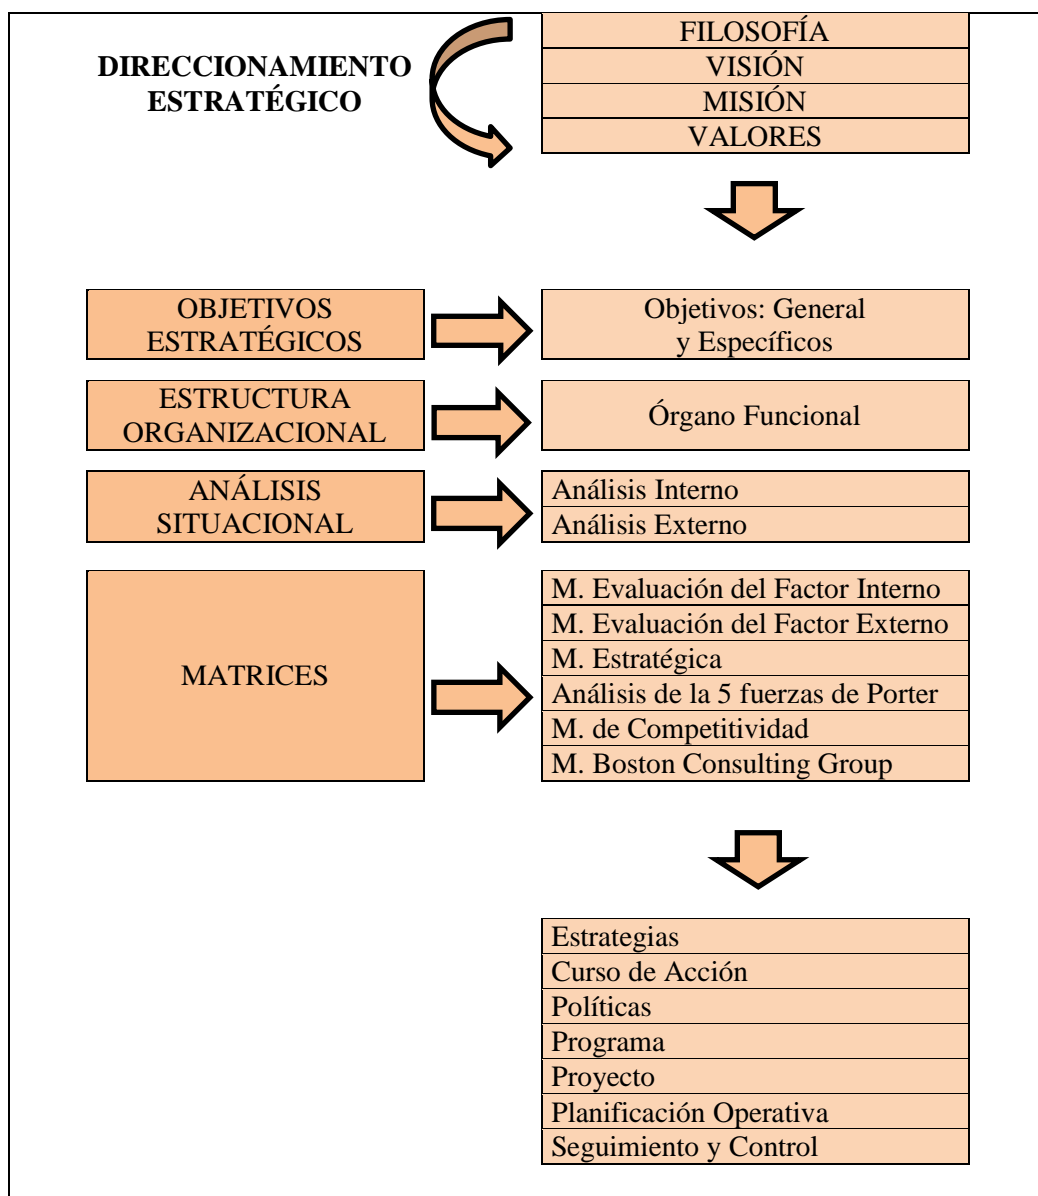 DIRECCIONAMIENTO
ESTRATÉGICO
FILOSOFÍA
VISIÓN
MISIÓN
VALORES
OBJETIVOS
ESTRATÉGICOS
Objetivos: General
y Específicos
ESTRUCTURA
ORGANIZACIONAL
Órgano Funcional
ANÁLISIS
SITUACIONAL
Análisis Interno
Análisis Externo
MATRICES
M. Evaluación del Factor Interno
M. Evaluación del Factor Externo
M. Estratégica
Análisis de la 5 fuerzas de Porter
M. de Competitividad
M. Boston Consulting Group
Estrategias
Curso de Acción
Políticas
Programa
Proyecto
Planificación Operativa
Seguimiento y Control